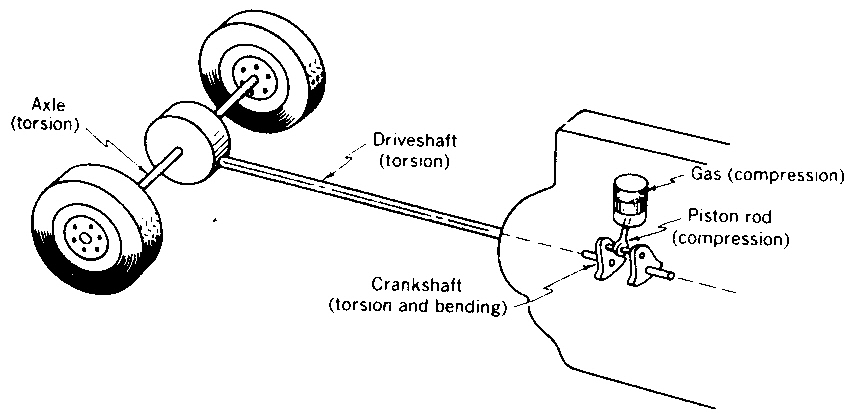 Axle
(torsion)
Driveshaft
(torsion)
Gas (compression)
Piston rod
(compression)
Crankshaft
(torsion and bending)